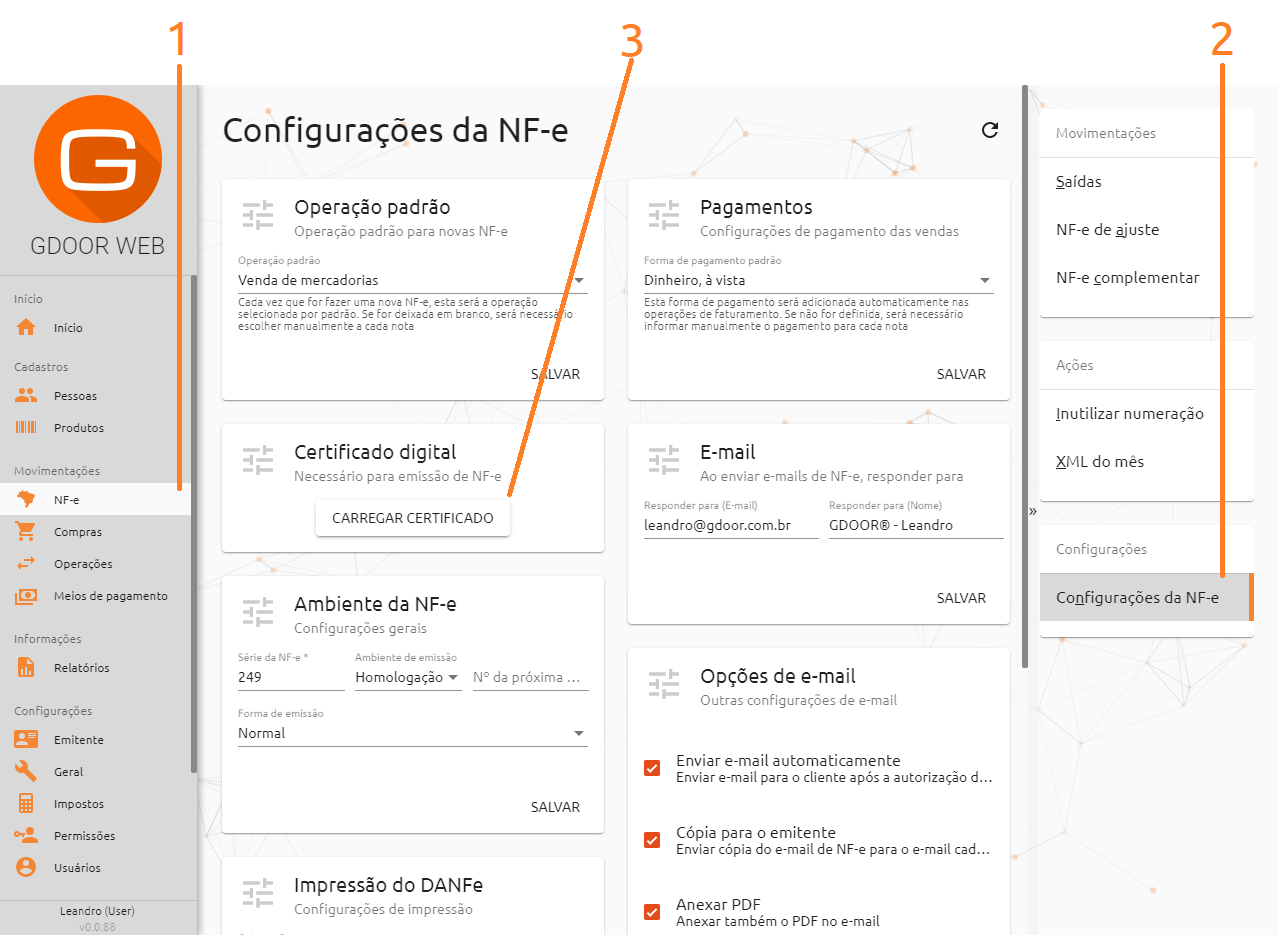 1
3
2
G
GDOOR WEB
Início
Início
Cadastros
Pessoas
Produtos
Movimentações
NF-e
Compras
Operações
Meios de pagamento
Informações
Relatórios
Configurações
Emitente
Geral
Impostos
Permissões
Usuários
Leandro (User)
v0.0.88
Configurações da NF-e
Operação padrão
Operação padrão para novas NF-e
Operação padrão
Venda de mercadorias
Cada vez que for fazer uma nova NF-e, esta será a operação
selecionada por padrão. Se for deixada em branco, será necessário
escolher manualmente a cada nota
SALVAR
Pagamentos
Configurações de pagamento das vendas
Forma de pagamento padrão
Dinheiro, à vista
Esta forma de pagamento será adicionada automaticamente nas
operações de faturamento. Se não for definida, será necessário
informar manualmente o pagamento para cada nota
SALVAR
Certificado digital
Necessário para emissão de NF-e
CARREGAR CERTIFICADO
E-mail
Ao enviar e-mails de NF-e, responder para
Responder para (E-mail)
leandro@gdoor.com.br
Responder para (Nome)
GDOOR® - Leandro
SALVAR
Ambiente da NF-e
Configurações gerais
Série da NF-e *
249
Ambiente de emissão
Homologação
Nº da próxima ...
Forma de emissão
Normal
SALVAR
Opções de e-mail
Outras configurações de e-mail
Enviar e-mail automaticamente
Enviar e-mail para o cliente após a autorização d...
Cópia para o emitente
Enviar cópia do e-mail de NF-e para o e-mail cad...
Anexar PDF
Anexar também o PDF no e-mail
Impressão do DANFe
Configurações de impressão
»
Movimentações
Saídas
NF-e de ajuste
NF-e complementar
Ações
Inutilizar numeração
XML do mês
Configurações
Configurações da NF-e